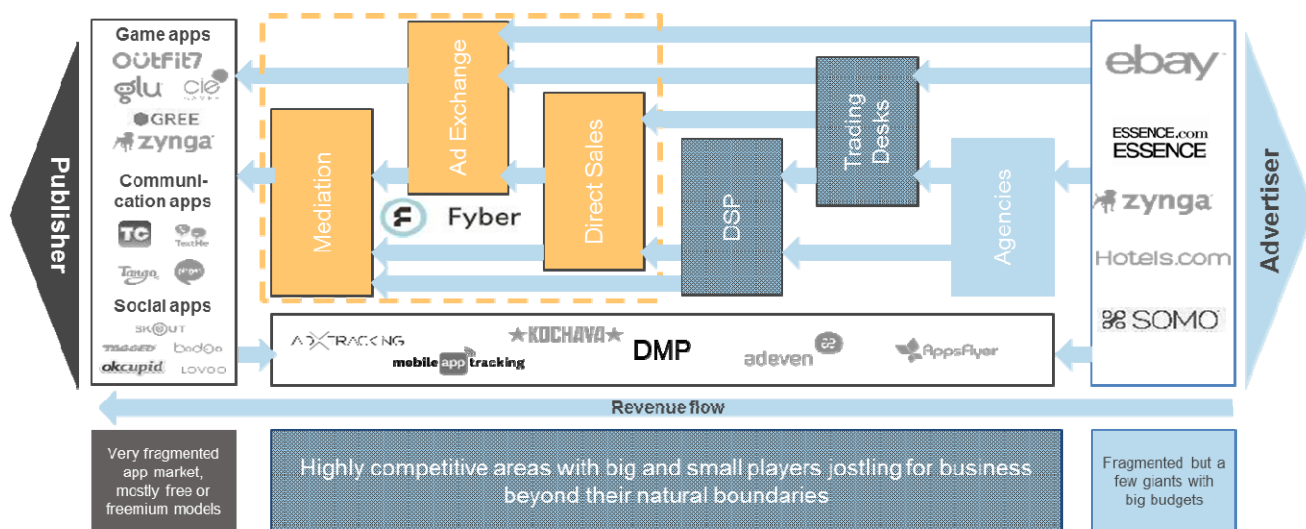 Publisher
Game apps
OUTFIT7
glu
cie
GAMES
GREE
zynga
Communi-
cation apps
TC
TextMe
Tango
Social apps
SKOUT
TAGGED
badoo
okcupid
LOVOO
Mediation
Ad Exchange
Fyber
Direct Sales
DSP
Trading
Desks
Agencies
ebay
ESSENCE.com
ESSENCE
zynga
Hotels.com
SOMO
Advertiser
ADXTRACKING
KOCHAVA
mobile app tracking
DMP
adeven
AppsFlyer
Revenue flow
Very fragmented
app market,
mostly free or
freemium models
Highly competitive areas with big and small players jostling for business
beyond their natural boundaries
Fragmented but a
few giants with
big budgets